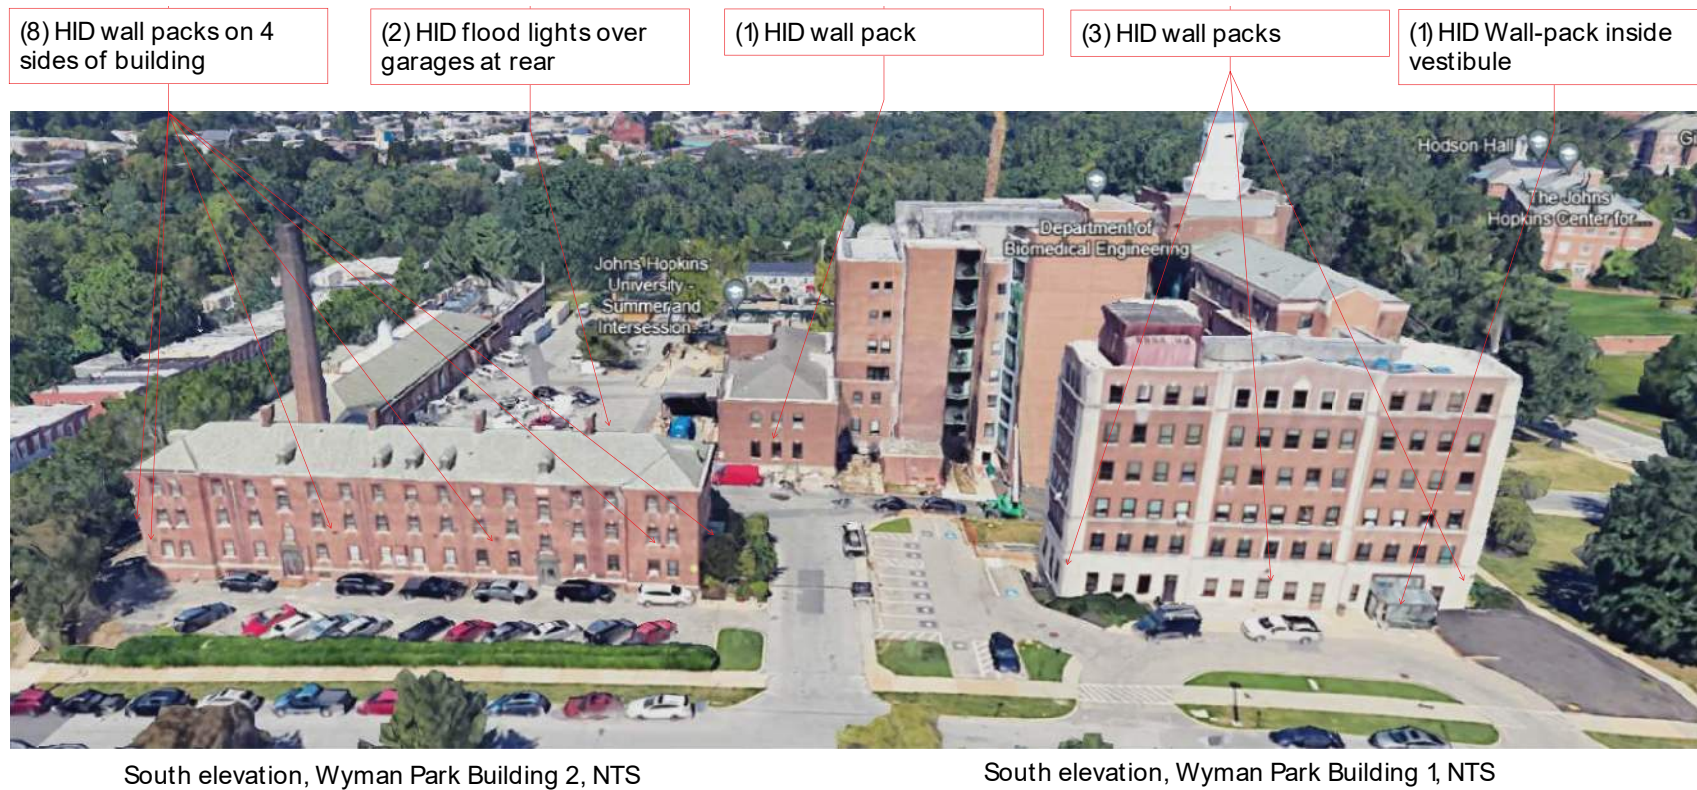 (8) HID wall packs on 4
sides of building
(2) HID flood lights over
garages at rear
(1) HID wall pack
(3) HID wall packs
(1) HID Wall-pack inside
vestibule
Hodson Hall
The Johns
Hopkins Center for...
Department of
Biomedical Engineering
Johns Hopkins
University -
Summer and
Intersession...
South elevation, Wyman Park Building 2, NTS
South elevation, Wyman Park Building 1, NTS